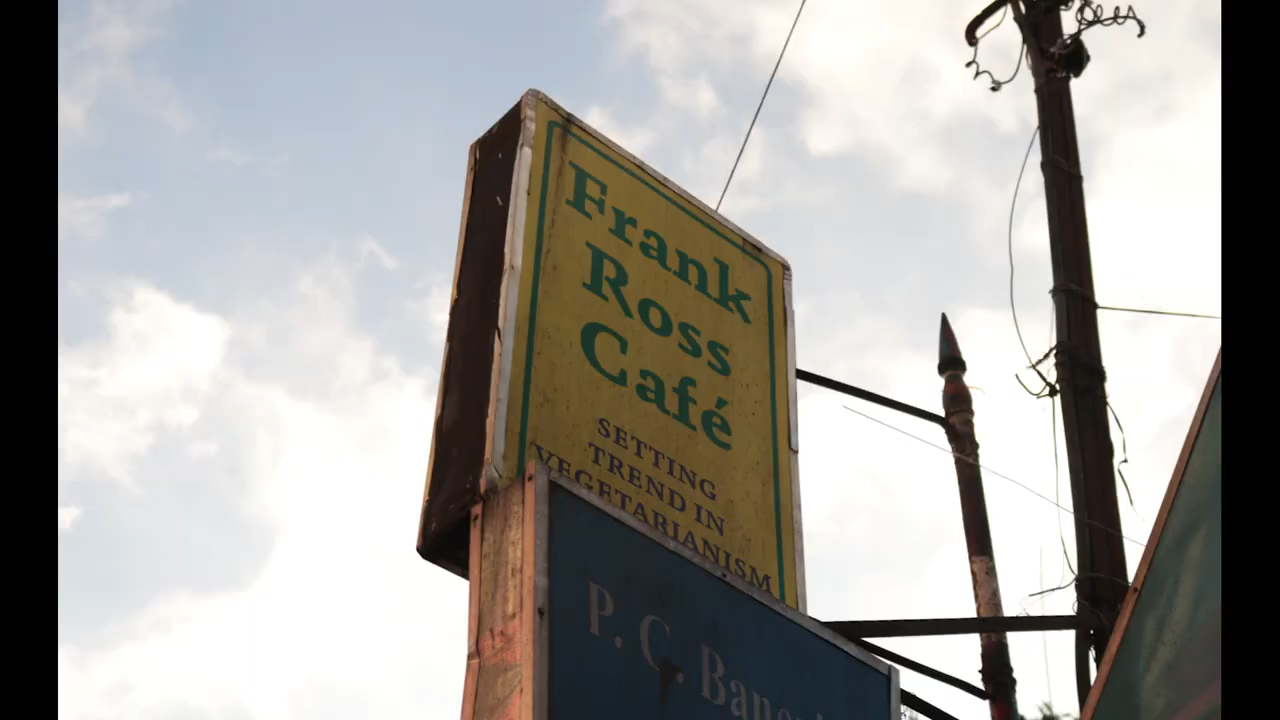 Frank
Ross
Café
SETTING
TREND IN
VEGETARIANISM
P. C.